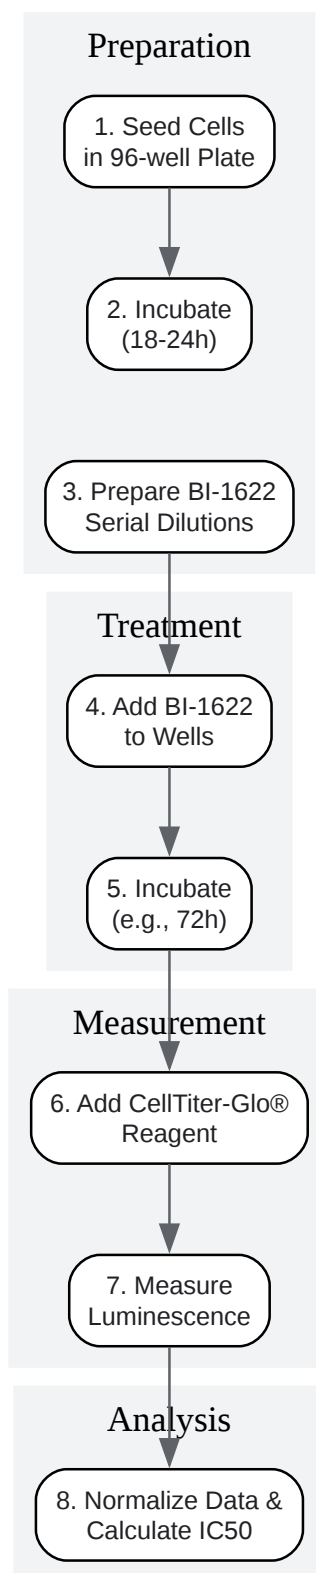 Preparation
1. Seed Cells
in 96-well Plate
2. Incubate
(18-24h)
3. Prepare BI-1622
Serial Dilutions
Treatment
4. Add BI-1622
to Wells
5. Incubate
(e.g., 72h)
Measurement
6. Add CellTiter-Glo®
Reagent
7. Measure
Luminescence
Analysis
8. Normalize Data &
Calculate IC50